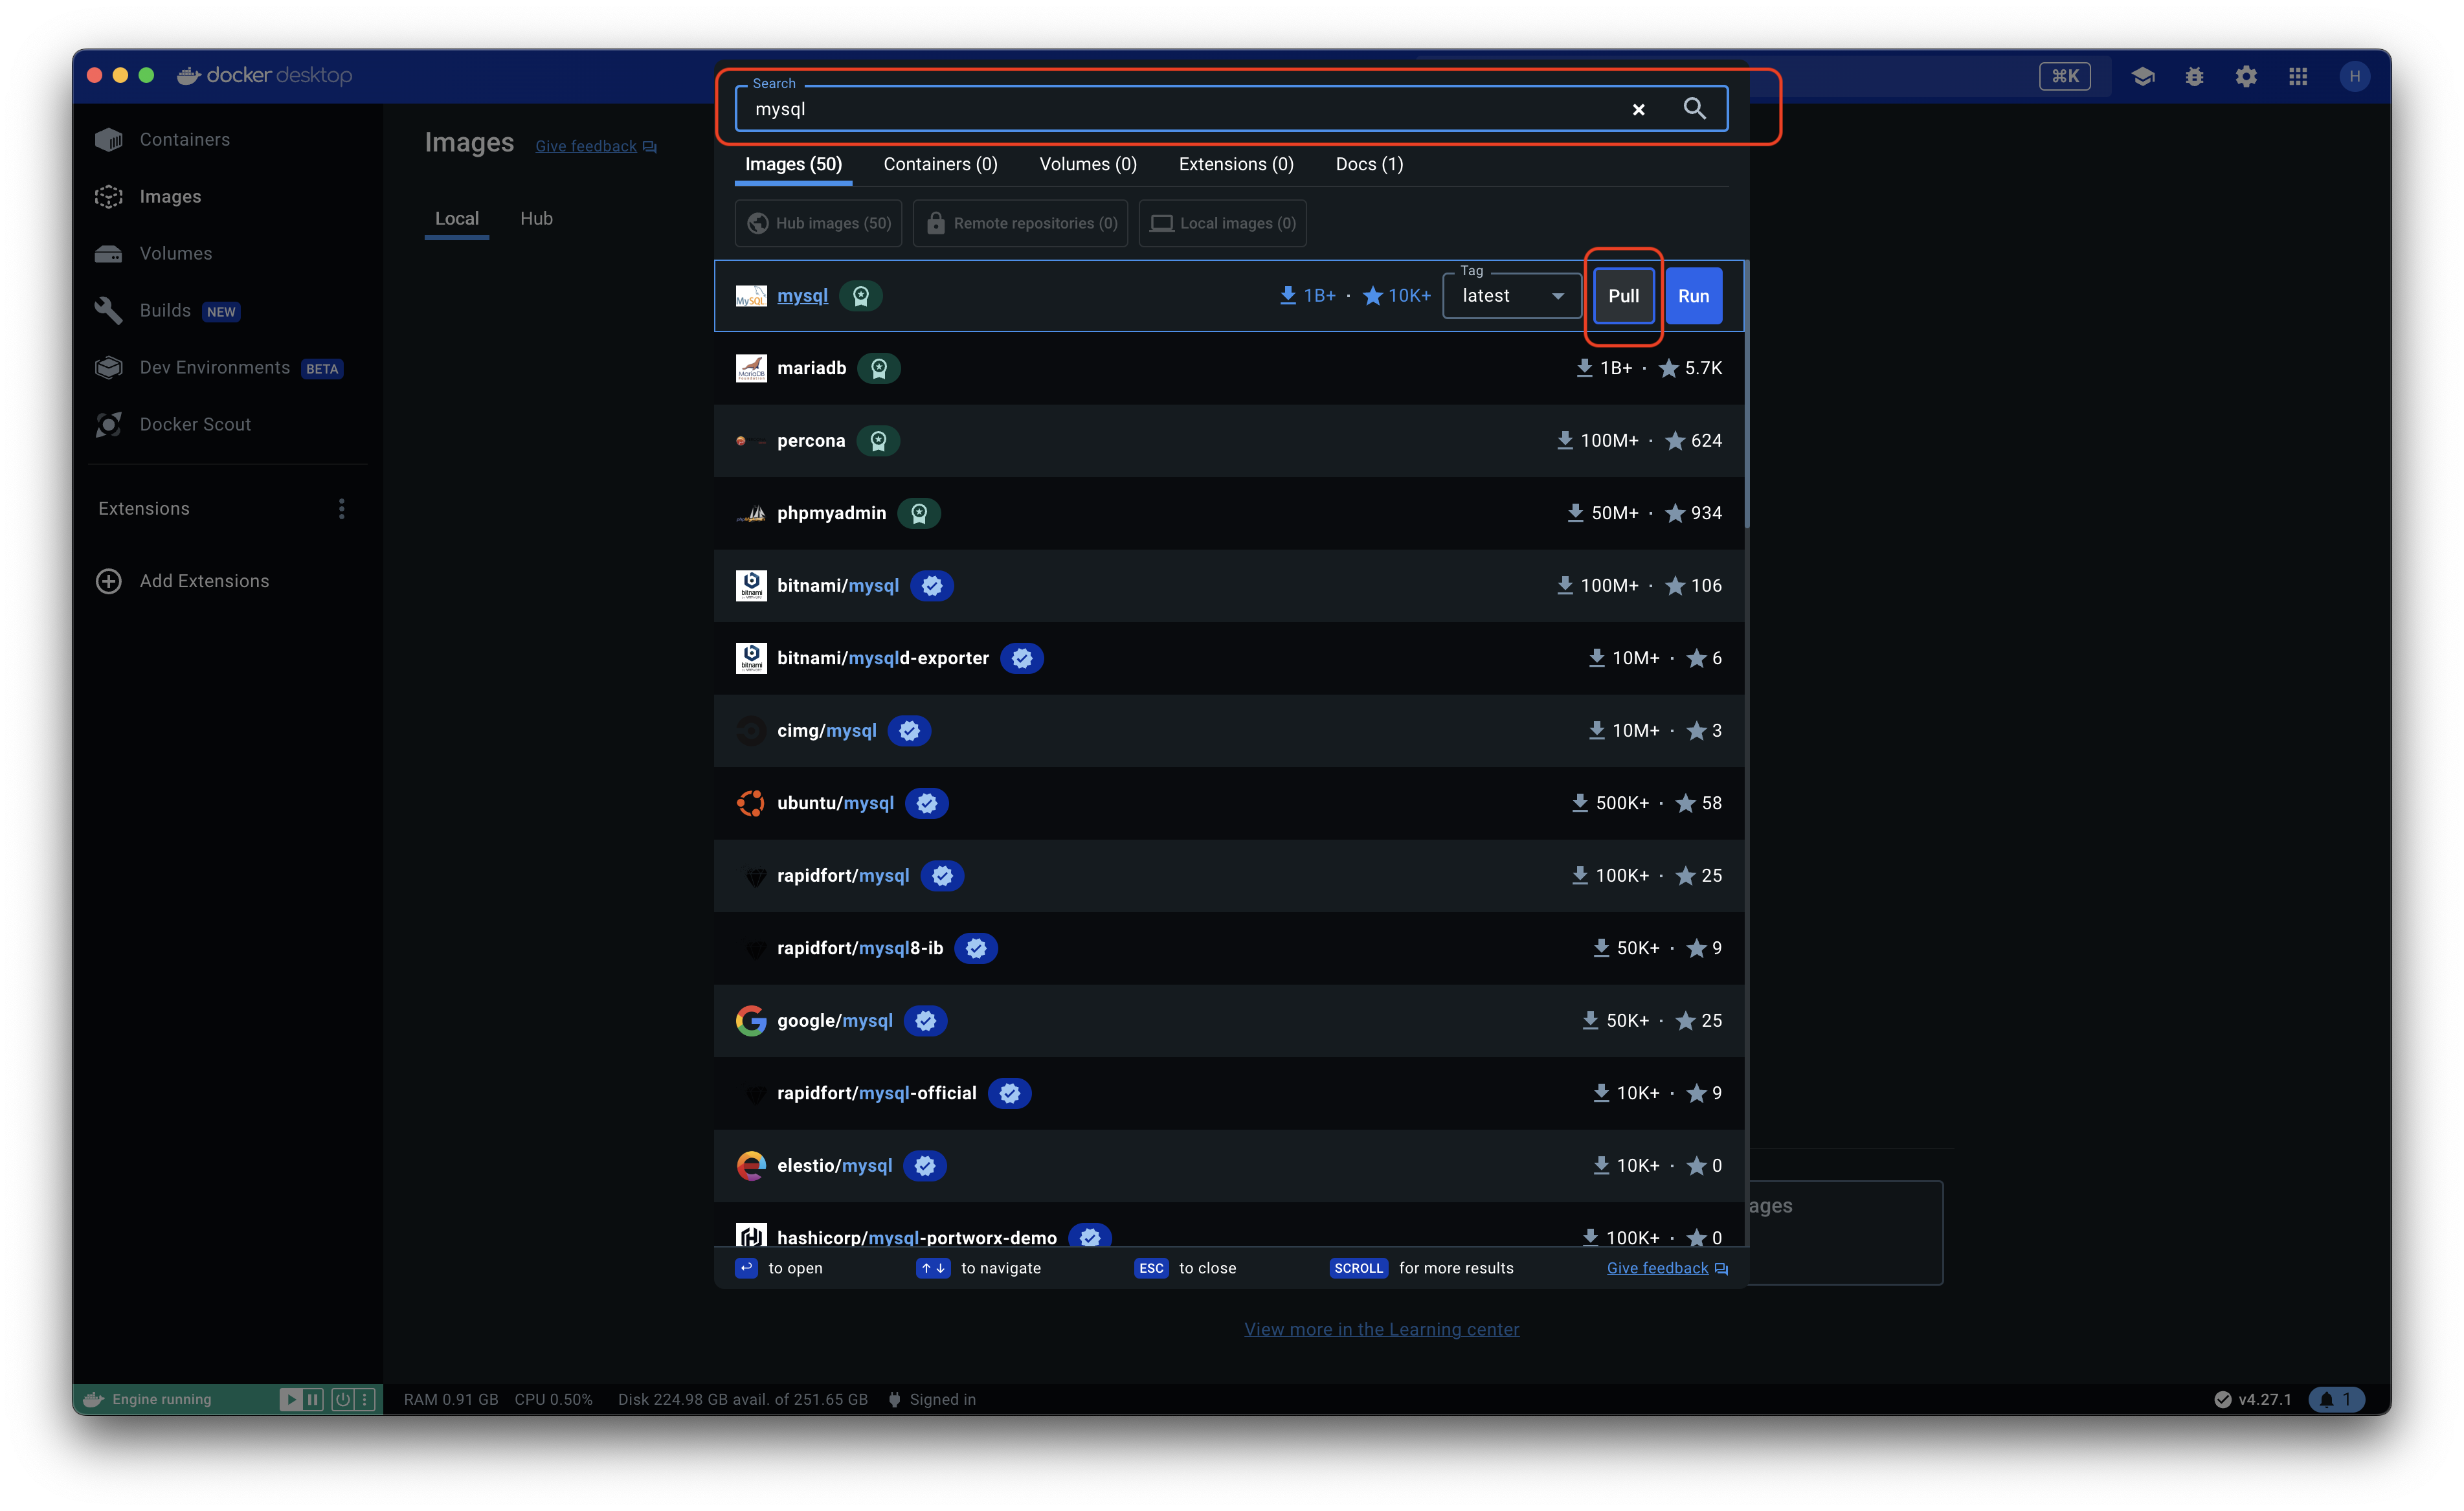 docker desktop
⌘K
H
Containers
Images
Volumes
Builds NEW
Dev Environments BETA
Docker Scout
Extensions
Add Extensions
Images Give feedback
Local Hub
Search
mysql
Images (50) Containers (0) Volumes (0) Extensions (0) Docs (1)
Hub images (50) Remote repositories (0) Local images (0)
MySQL mysql 1B+ · 10K+ Tag latest Pull Run
mariadb 1B+ · 5.7K
percona 100M+ · 624
phpmyadmin 50M+ · 934
bitnami bitnami/mysql 100M+ · 106
bitnami bitnami/mysqld-exporter 10M+ · 6
cimg/mysql 10M+ · 3
ubuntu/mysql 500K+ · 58
rapidfort/mysql 100K+ · 25
rapidfort/mysql8-ib 50K+ · 9
google/mysql 50K+ · 25
rapidfort/mysql-official 10K+ · 9
elestio/mysql 10K+ · 0
hashicorp/mysql-portworx-demo 100K+ · 0
ages
to open to navigate ESC to close SCROLL for more results Give feedback
View more in the Learning center
Engine running RAM 0.91 GB CPU 0.50% Disk 224.98 GB avail. of 251.65 GB Signed in v4.27.1 1